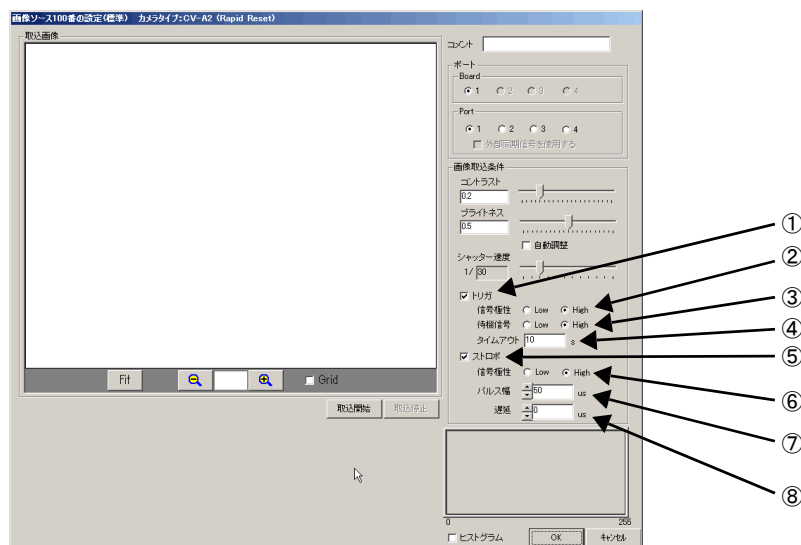 画像ソース100番の設定(標準) カメラタイプ:CV-A2 (Rapid Reset)
取込画像
コメント
ポート
Board
1 2 3 4
Port
1 2 3 4
外部同期信号を使用する
画像取込条件
コントラスト
0.2
ブライトネス
0.5
自動調整
シャッター速度
1/ 30
トリガ
信号極性 Low High
待機信号 Low High
タイムアウト 10 s
ストロボ
信号極性 Low High
パルス幅 50 us
遅延 0 us
Fit Grid
取込開始 取込停止
0 255
ヒストグラム OK キャンセル
①
②
③
④
⑤
⑥
⑦
⑧